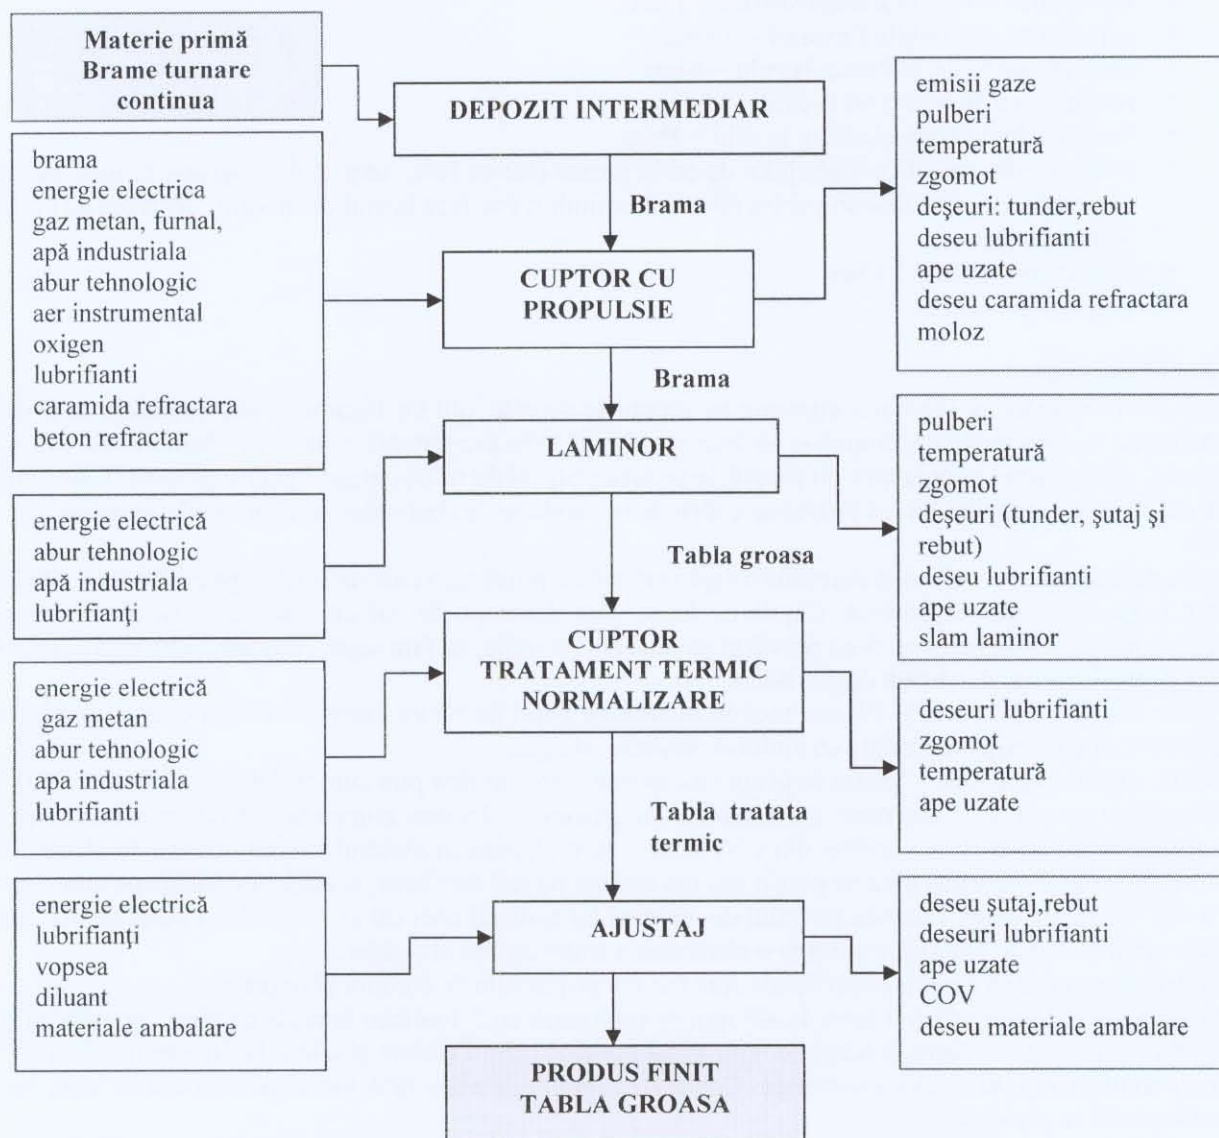 Materie primă
Brame turnare
continua
DEPOZIT INTERMEDIAR
brama
energie electrica
gaz metan, furnal,
apă industriala
abur tehnologic
aer instrumental
oxigen
lubrifianti
caramida refractara
beton refractar
Brama
CUPTOR CU
PROPULSIE
emisii gaze
pulberi
temperatură
zgomot
deşeuri: tunder,rebut
deseu lubrifianti
ape uzate
deseu caramida refractara
moloz
Brama
energie electrică
abur tehnologic
apă industriala
lubrifianţi
LAMINOR
pulberi
temperatură
zgomot
deşeuri (tunder, şutaj şi
rebut)
deseu lubrifianti
ape uzate
slam laminor
Tabla groasa
energie electrică
gaz metan
abur tehnologic
apa industriala
lubrifianti
CUPTOR
TRATAMENT TERMIC
NORMALIZARE
deseuri lubrifianti
zgomot
temperatură
ape uzate
Tabla tratata
termic
energie electrică
lubrifianţi
vopsea
diluant
materiale ambalare
AJUSTAJ
deseu şutaj,rebut
deseuri lubrifianti
ape uzate
COV
deseu materiale ambalare
PRODUS FINIT
TABLA GROASA